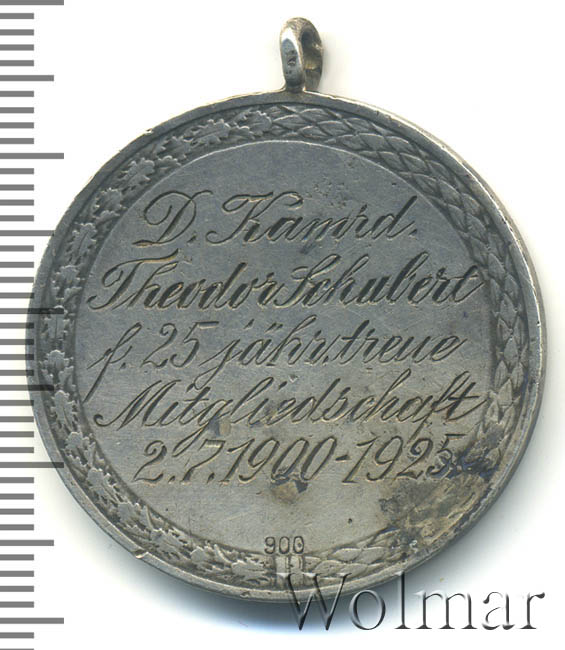 D. Kamrd.
Theodor Schubert
f. 25 jähr. treue
Mitgliedschaft
2.7.1900-1925
900
Wolmar